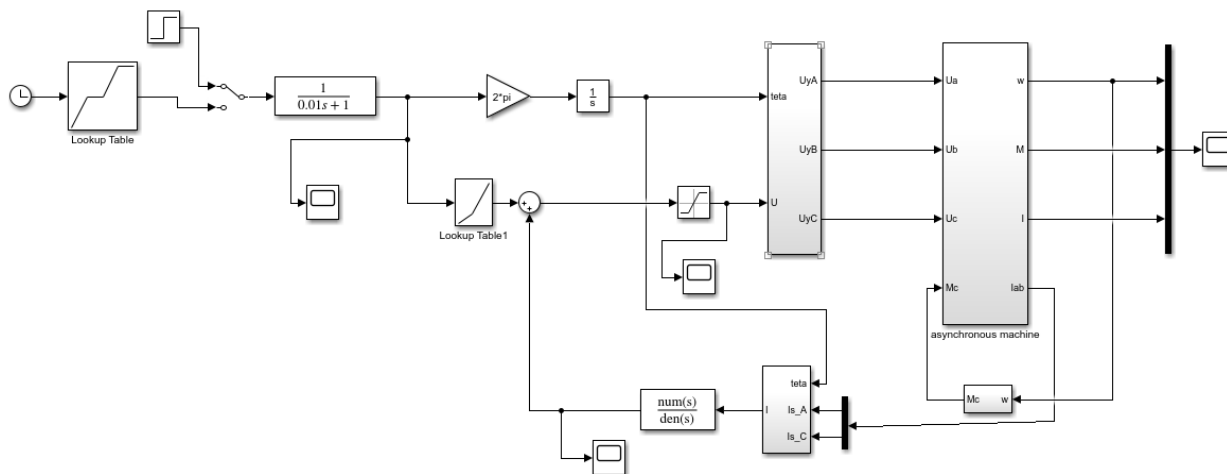 Lookup Table
1
0.01s + 1
2*pi
1
s
Lookup Table1
+
+
teta
U
UyA
UyB
UyC
Ua
Ub
Uc
Mc
w
M
I
Iab
asynchronous machine
Mc
w
teta
Is_A
Is_C
I
num(s)
den(s)